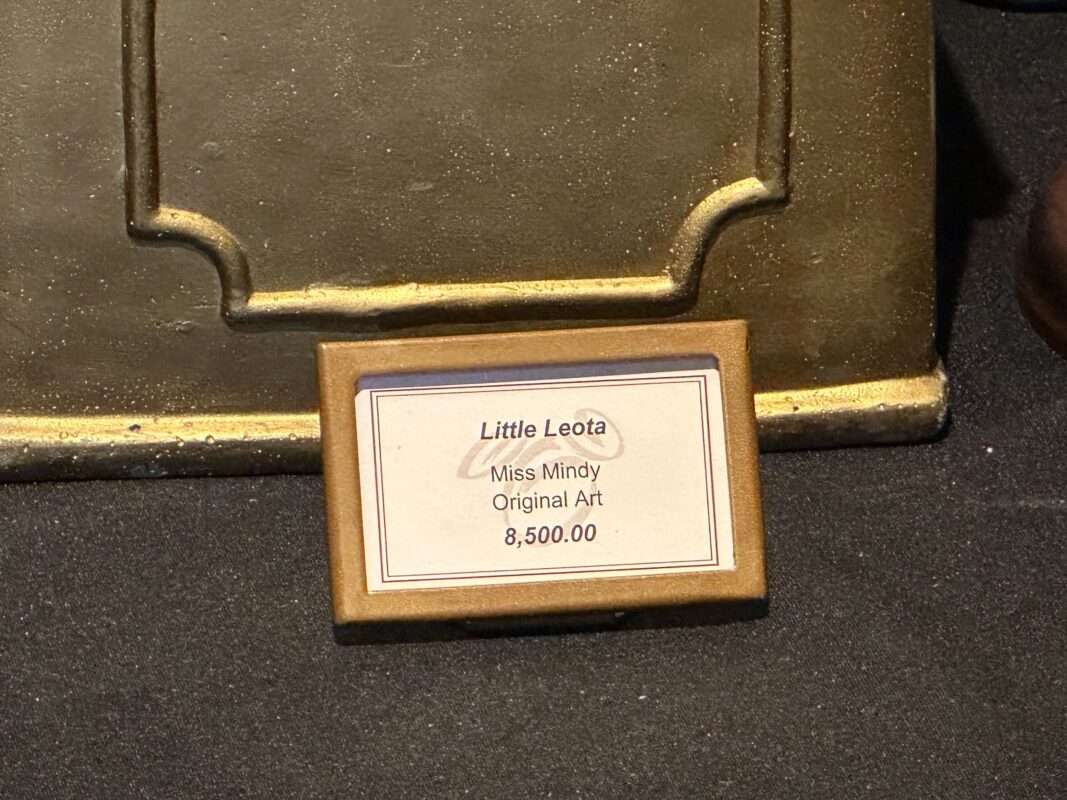 Little Leota
Miss Mindy
Original Art
8,500.00